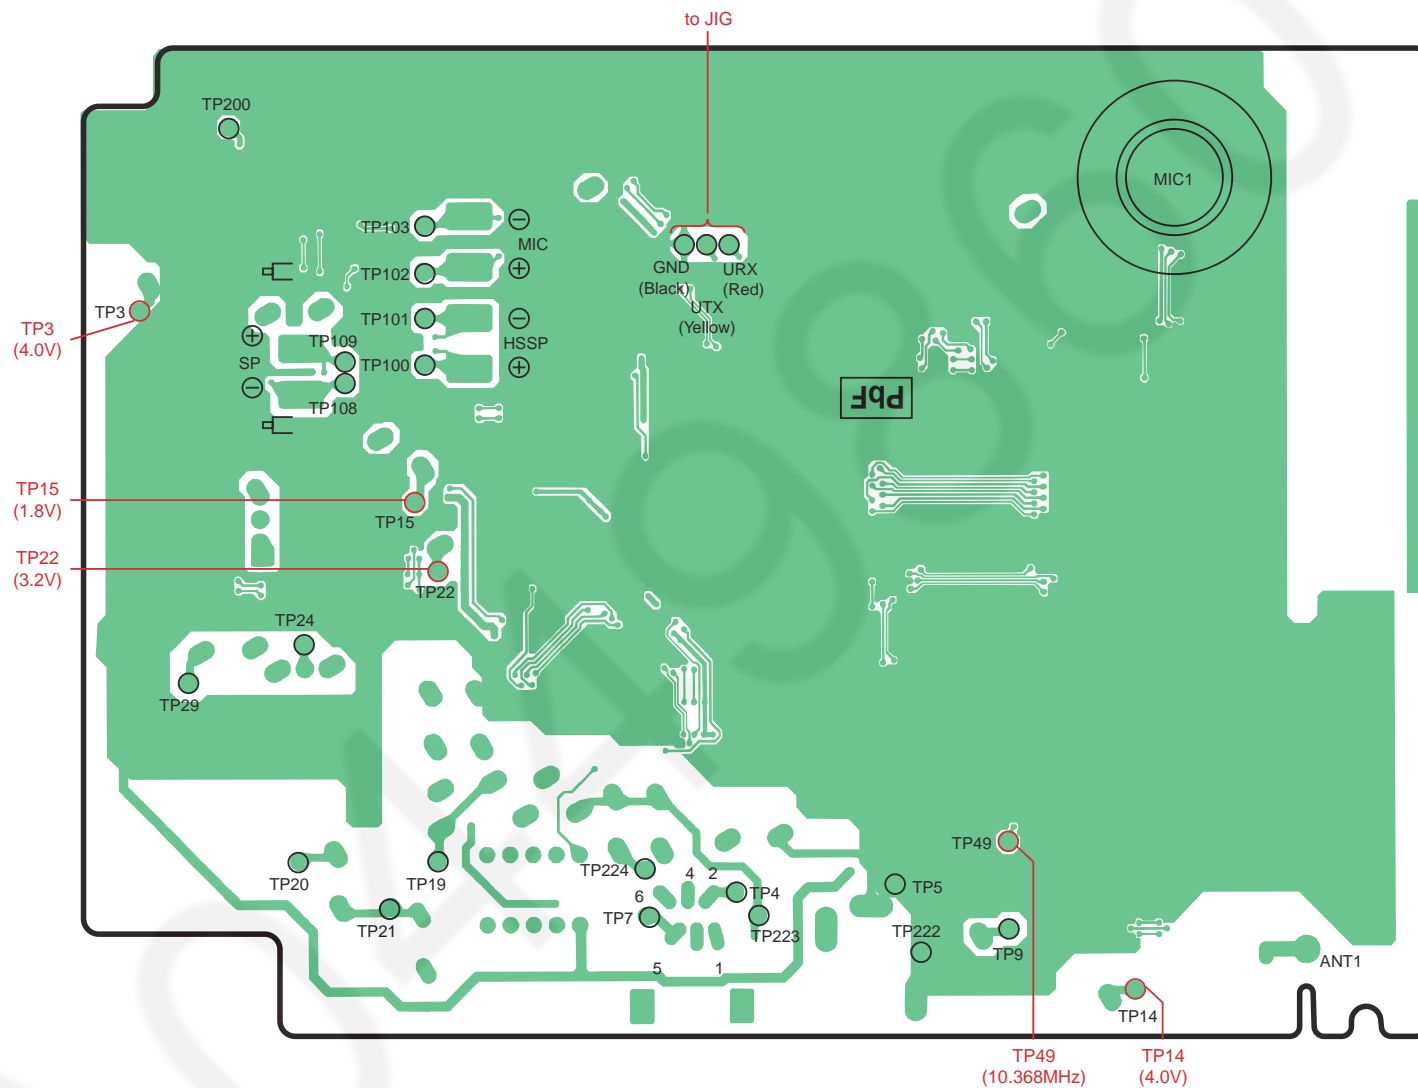 to JIG
TP200
MIC1
TP103
MIC
TP102
GND
(Black)
URX
(Red)
UTX
(Yellow)
TP3
TP3
(4.0V)
TP101
TP109
HSSP
SP
TP100
TP108
PbF
TP15
(1.8V)
TP15
TP22
(3.2V)
TP22
TP24
TP29
TP49
TP224
4
2
TP20
TP19
TP5
6
TP4
TP7
TP21
TP223
TP222
TP9
5
1
ANT1
TP14
TP49
(10.368MHz)
TP14
(4.0V)